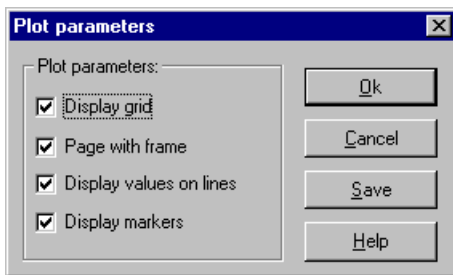 Plot parameters
Plot parameters:
Display grid
Page with frame
Display values on lines
Display markers
Ok
Cancel
Save
Help